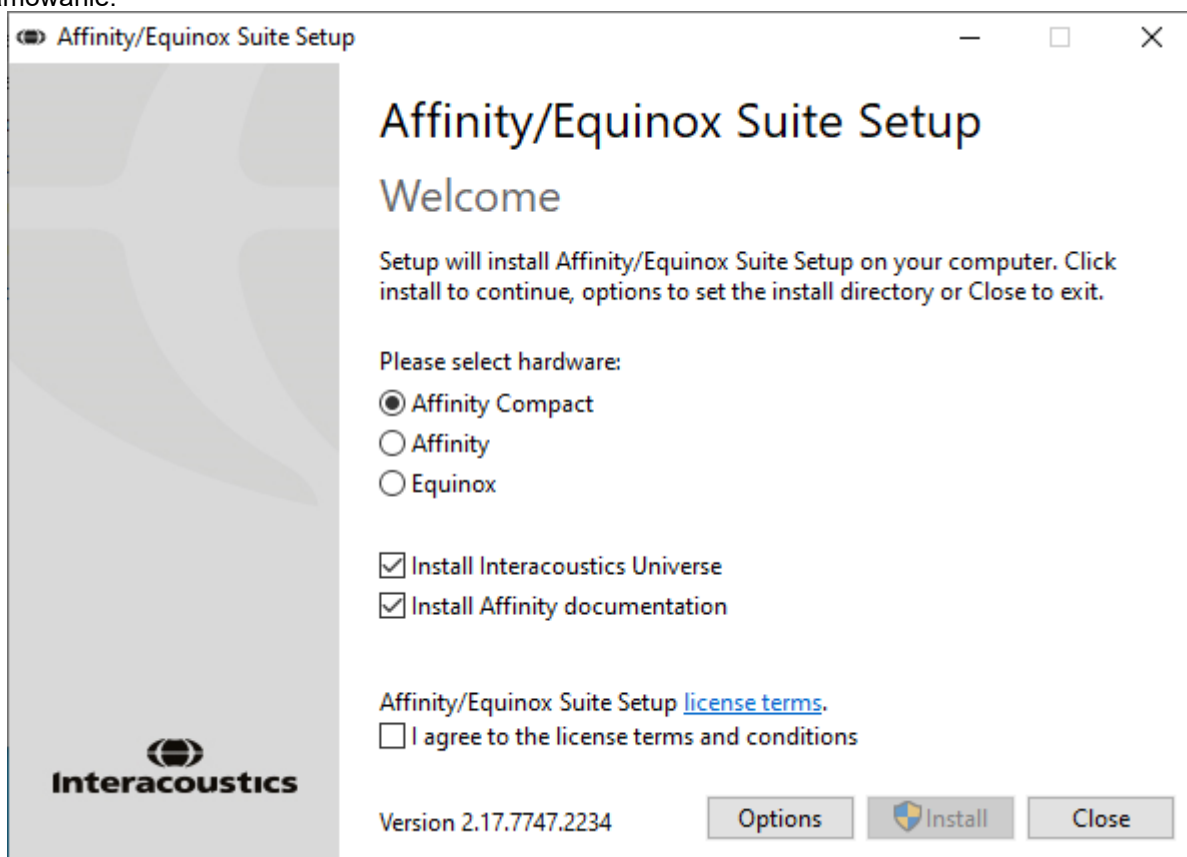 Affinity/Equinox Suite Setup
Affinity/Equinox Suite Setup
Welcome
Setup will install Affinity/Equinox Suite Setup on your computer. Click
install to continue, options to set the install directory or Close to exit.
Please select hardware:
Affinity Compact
Affinity
Equinox
Install Interacoustics Universe
Install Affinity documentation
Affinity/Equinox Suite Setup license terms.
I agree to the license terms and conditions
Interacoustics
Version 2.17.7747.2234
Options
Install
Close